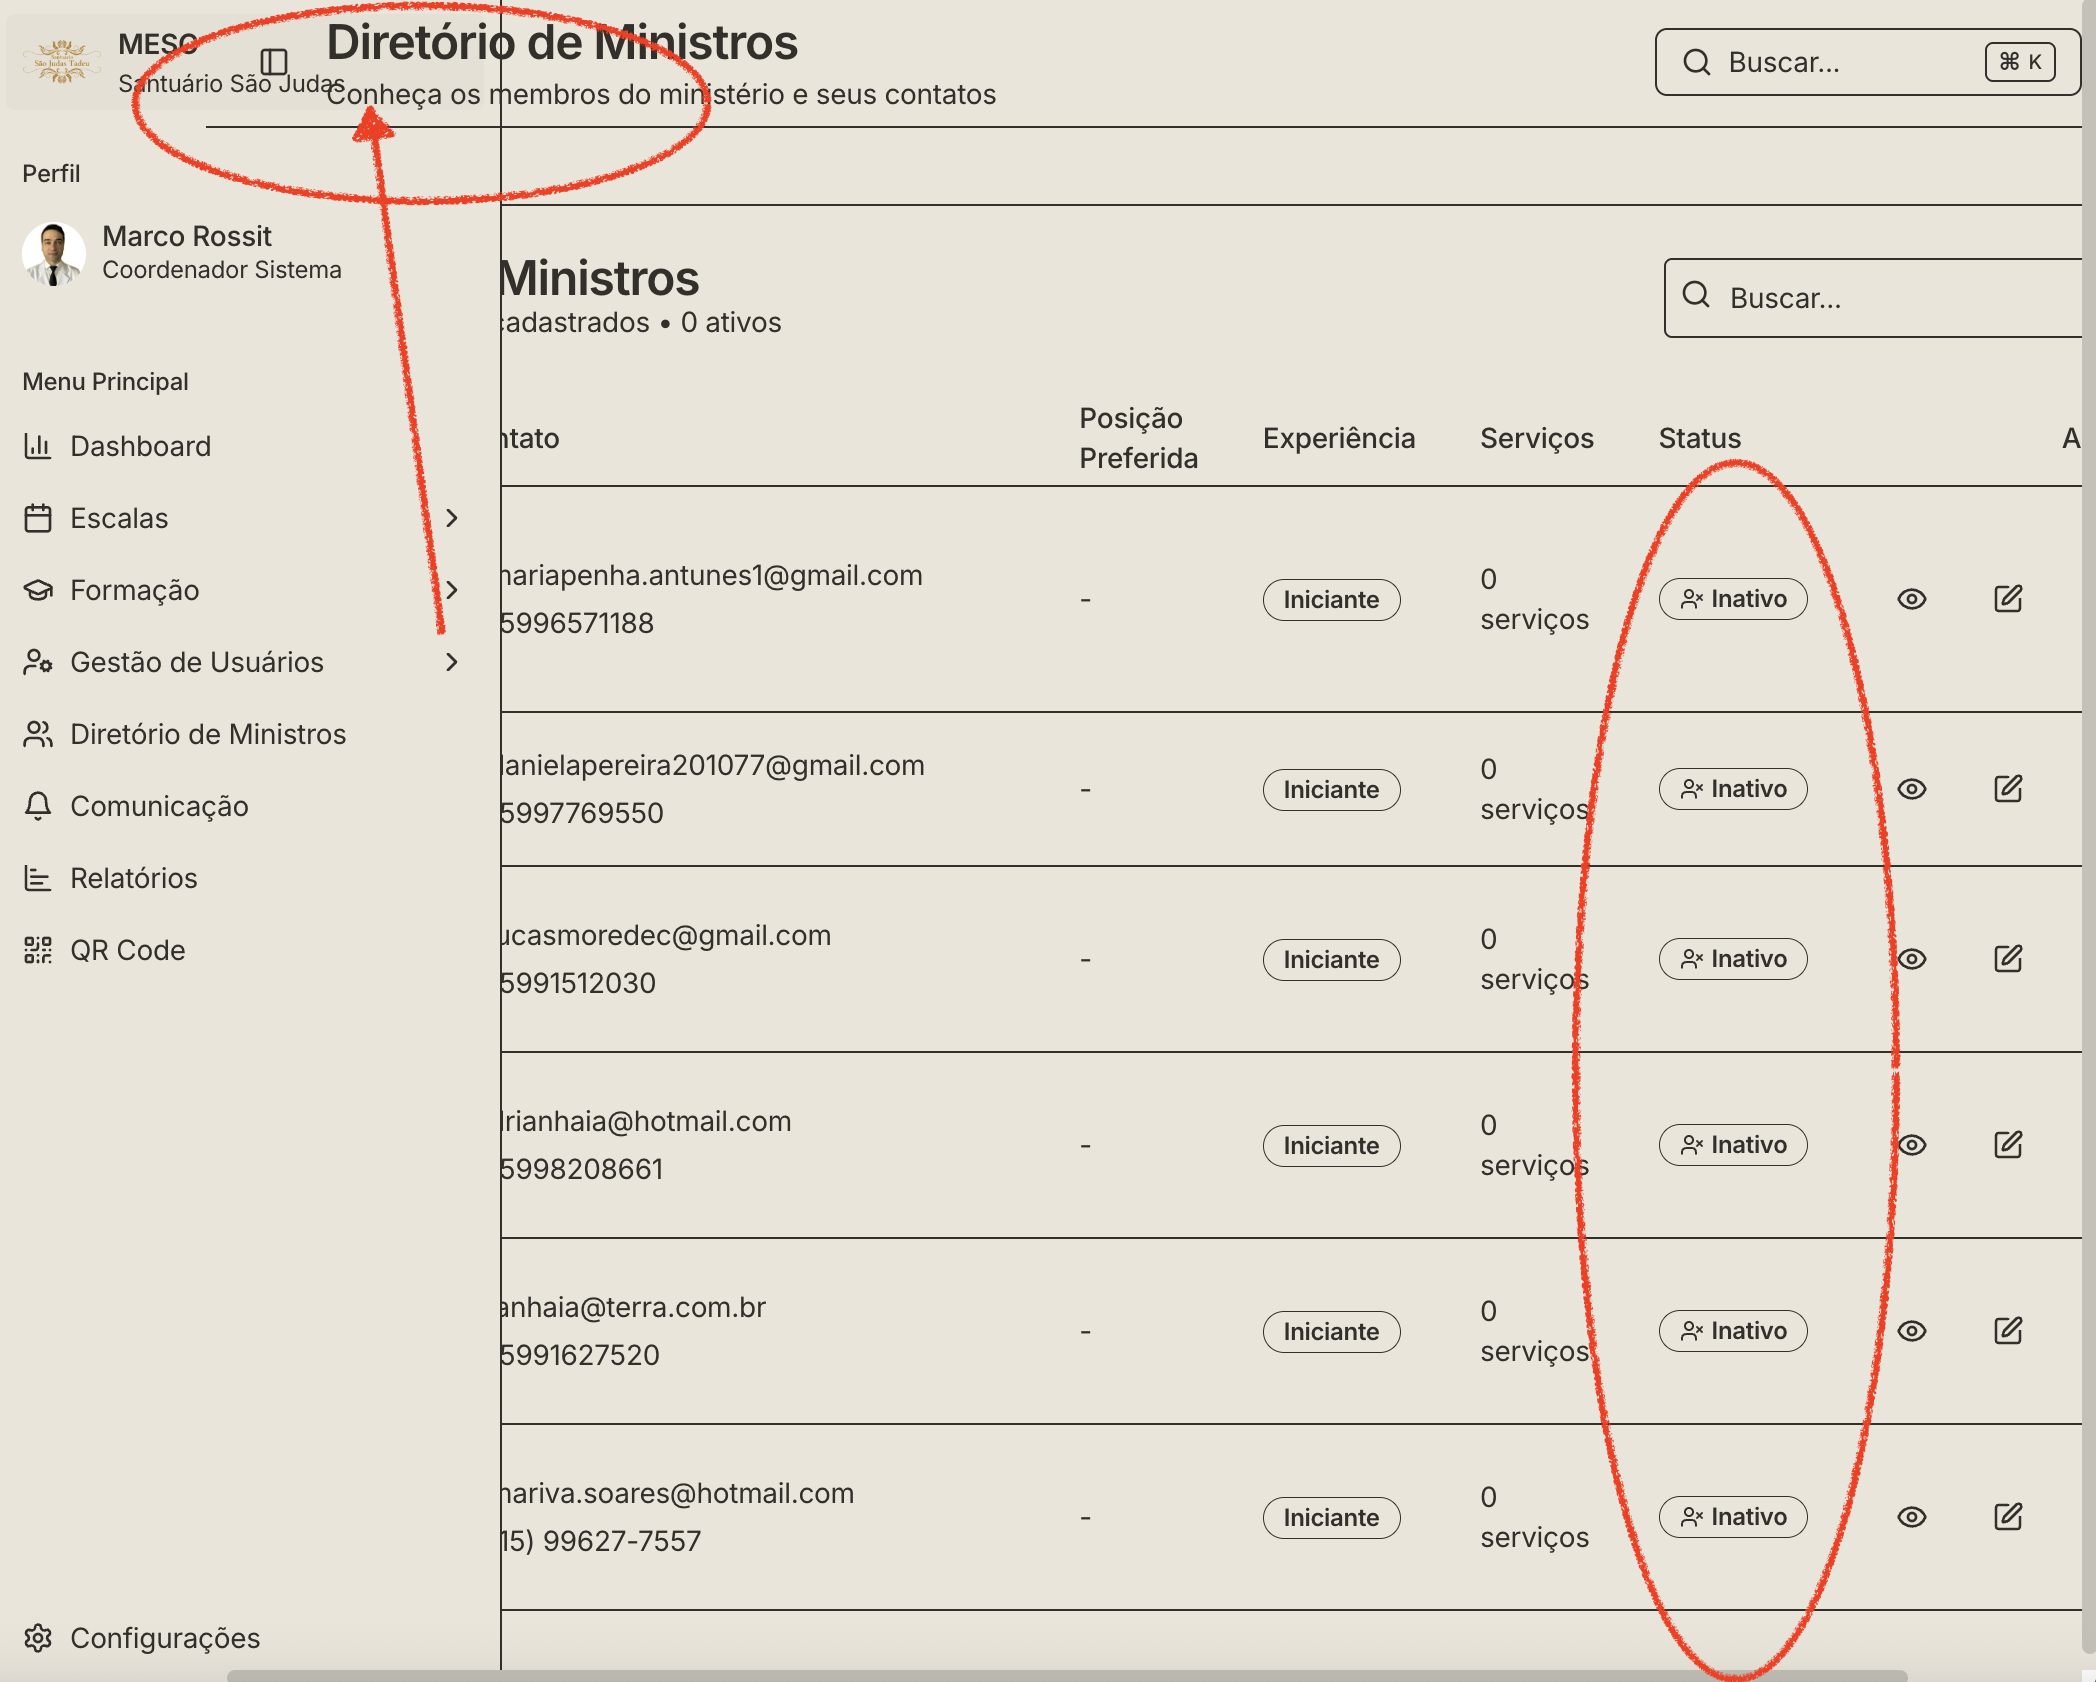 MESC
Santuário São Judas
Diretório de Ministros
Conheça os membros do ministério e seus contatos
Buscar...
⌘ K
Perfil
Marco Rossit
Coordenador Sistema
Menu Principal
Dashboard
Escalas
Formação
Gestão de Usuários
Diretório de Ministros
Comunicação
Relatórios
QR Code
Configurações
Ministros
cadastrados • 0 ativos
Buscar...
ntato
Posição
Preferida
Experiência
Serviços
Status
A
nariapenha.antunes1@gmail.com
5996571188
-
Iniciante
0
serviços
Inativo
lanielapereira201077@gmail.com
5997769550
-
Iniciante
0
serviços
Inativo
ucasmoredec@gmail.com
5991512030
-
Iniciante
0
serviços
Inativo
lrianhaia@hotmail.com
5998208661
-
Iniciante
0
serviços
Inativo
anhaia@terra.com.br
5991627520
-
Iniciante
0
serviços
Inativo
nariva.soares@hotmail.com
15) 99627-7557
-
Iniciante
0
serviços
Inativo